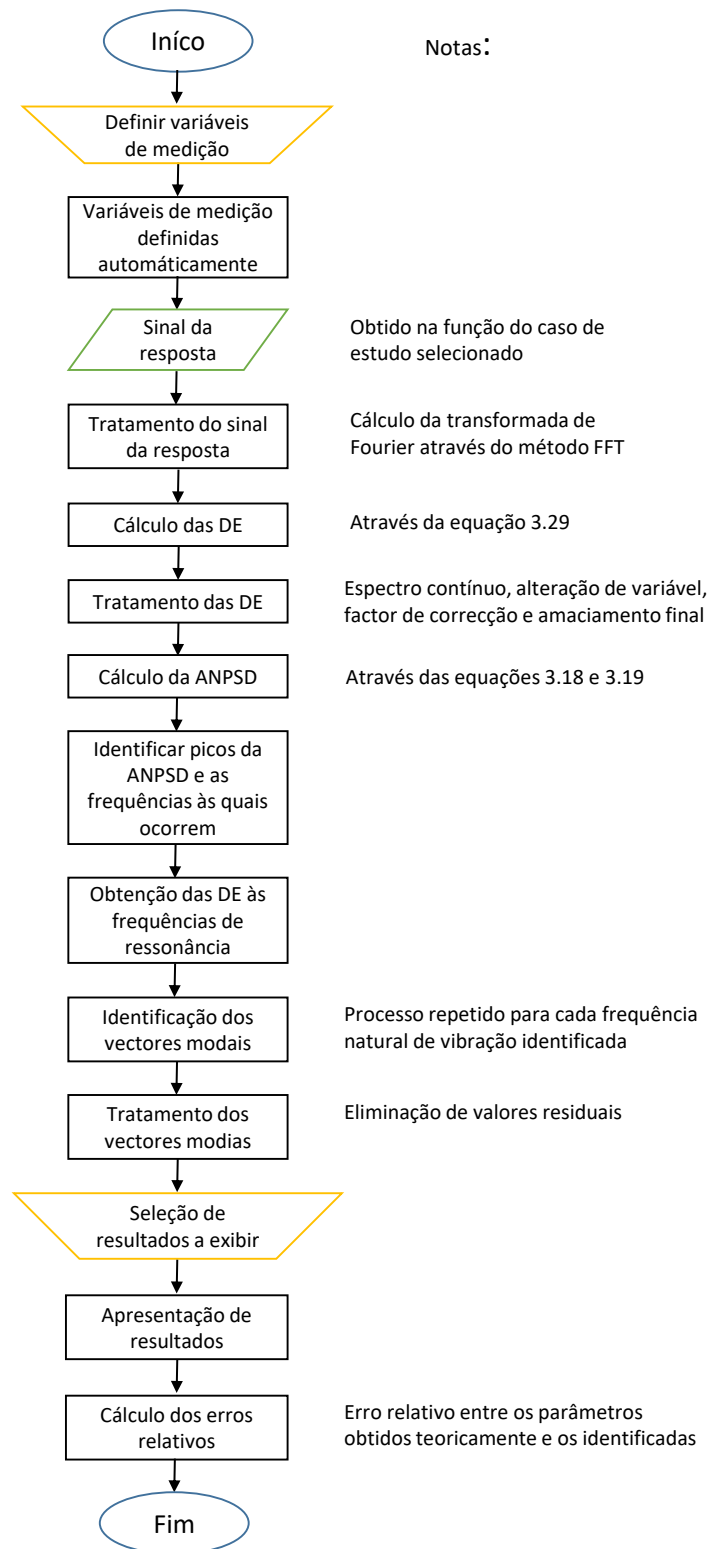 Iníco
Notas:
Definir variáveis
de medição
Variáveis de medição
definidas
automáticamente
Sinal da
resposta
Obtido na função do caso de
estudo selecionado
Tratamento do sinal
da resposta
Cálculo da transformada de
Fourier através do método FFT
Cálculo das DE
Através da equação 3.29
Tratamento das DE
Espectro contínuo, alteração de variável,
factor de correcção e amaciamento final
Cálculo da ANPSD
Através das equações 3.18 e 3.19
Identificar picos da
ANPSD e as
frequências às quais
ocorrem
Obtenção das DE às
frequências de
ressonância
Identificação dos
vectores modais
Processo repetido para cada frequência
natural de vibração identificada
Tratamento dos
vectores modias
Eliminação de valores residuais
Seleção de
resultados a exibir
Apresentação de
resultados
Cálculo dos erros
relativos
Erro relativo entre os parâmetros
obtidos teoricamente e os identificadas
Fim